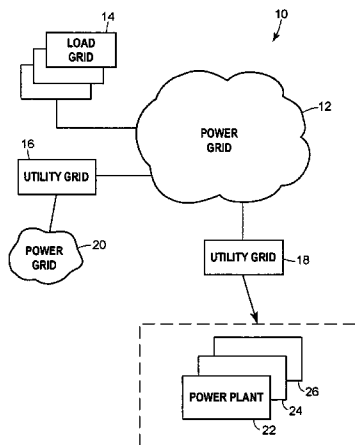 10
14
LOAD
GRID
12
POWER
GRID
16
UTILITY GRID
20
POWER
GRID
UTILITY GRID
18
26
24
POWER PLANT
22